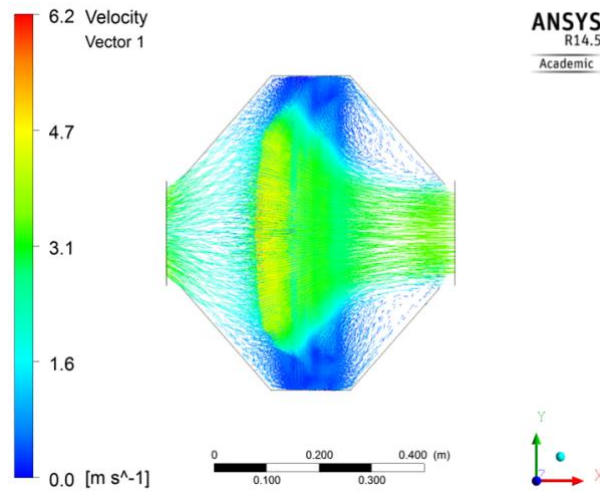 6.2 Velocity
Vector 1
4.7
3.1
1.6
0.0 [m s^-1]
ANSYS
R14.5
Academic
0 0.200 0.400 (m)
0.100 0.300
Y
Z X